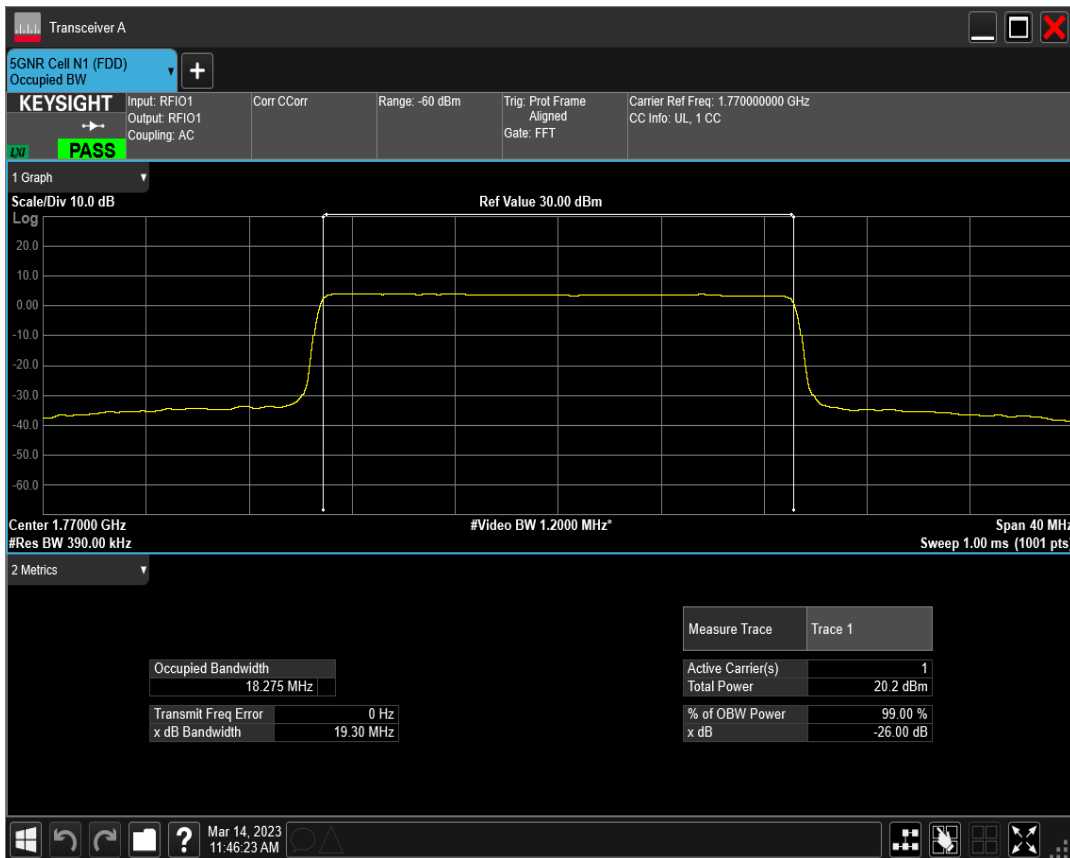 Transceiver A
5GNR Cell N1 (FDD)
Occupied BW
+
KEYSIGHT
LXI
PASS
Input: RFIO1
Output: RFIO1
Coupling: AC
Corr CCorr
Range: -60 dBm
Trig: Prot Frame
Aligned
Gate: FFT
Carrier Ref Freq: 1.770000000 GHz
CC Info: UL, 1 CC
1 Graph
Scale/Div 10.0 dB
Ref Value 30.00 dBm
Log
20.0
10.0
0.00
-10.0
-20.0
-30.0
-40.0
-50.0
-60.0
Center 1.77000 GHz
#Video BW 1.2000 MHz*
Span 40 MHz
#Res BW 390.00 kHz
Sweep 1.00 ms (1001 pts)
2 Metrics
Measure Trace Trace 1
Occupied Bandwidth
18.275 MHz
Active Carrier(s) 1
Total Power 20.2 dBm
Transmit Freq Error 0 Hz
x dB Bandwidth 19.30 MHz
% of OBW Power 99.00 %
x dB -26.00 dB
?
Mar 14, 2023
11:46:23 AM